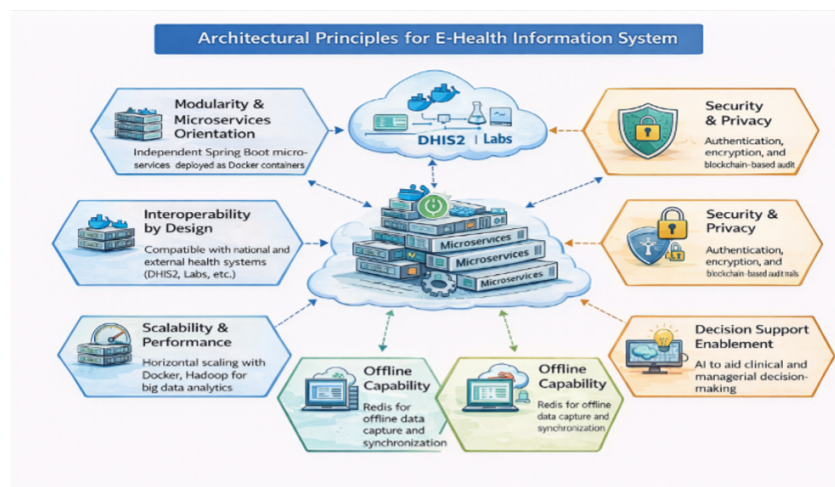 Architectural Principles for E-Health Information System
Modularity &
Microservices
Orientation
Independent Spring Boot micro-
services deployed as Docker containers
DHIS2 | Labs
Security
& Privacy
Authentication,
encryption, and
blockchain-based audit
Interoperability
by Design
Compatible with national and
external health systems
(DHIS2, Labs, etc.)
Microservices
Microservices
Microservices
Security &
Privacy
Authentication,
encryption, and
blockchain-based audit trails
Scalability &
Performance
Horizontal scaling with
Docker, Hadoop for
big data analytics
Offline
Capability
Redis for
offline data
capture and
synchronization
Offline
Capability
Redis for offline
data capture and
synchronization
Decision Support
Enablement
AI to aid clinical and
managerial decision-
making